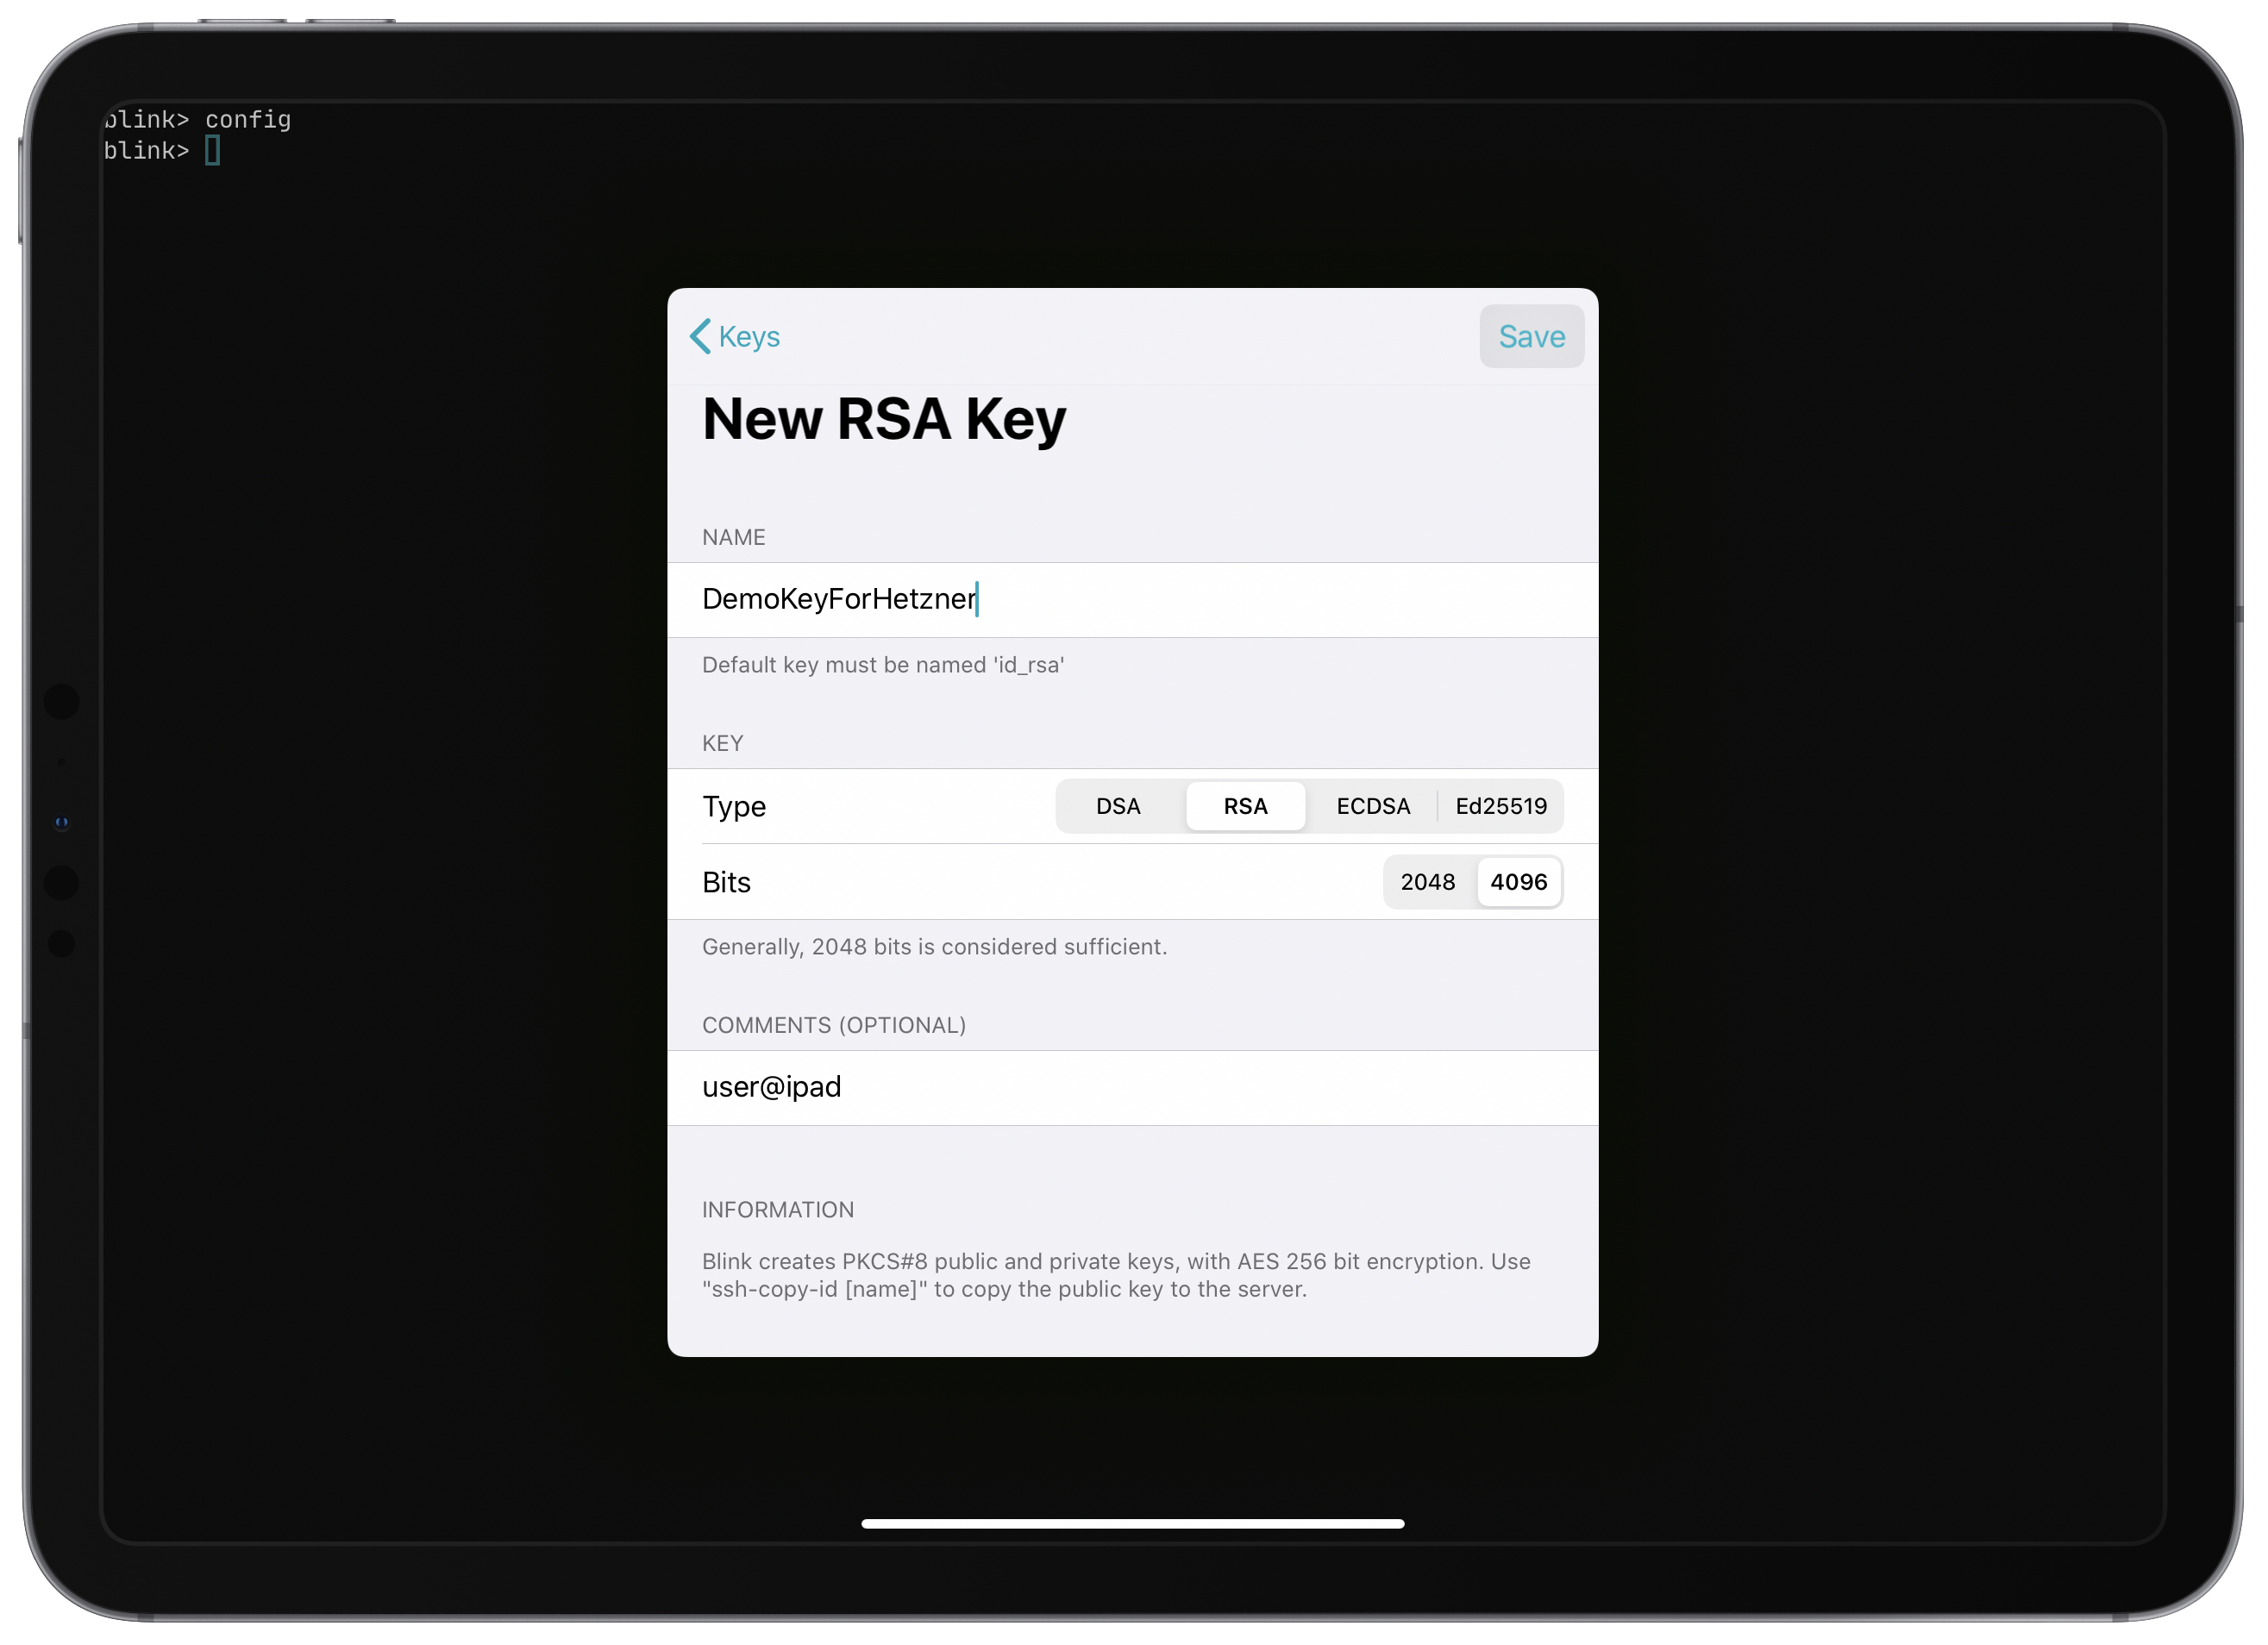 blink> config
blink>
Keys
Save
New RSA Key
NAME
DemoKeyForHetzner
Default key must be named 'id_rsa'
KEY
Type DSA RSA ECDSA Ed25519
Bits 2048 4096
Generally, 2048 bits is considered sufficient.
COMMENTS (OPTIONAL)
user@ipad
INFORMATION
Blink creates PKCS#8 public and private keys, with AES 256 bit encryption. Use
"ssh-copy-id [name]" to copy the public key to the server.